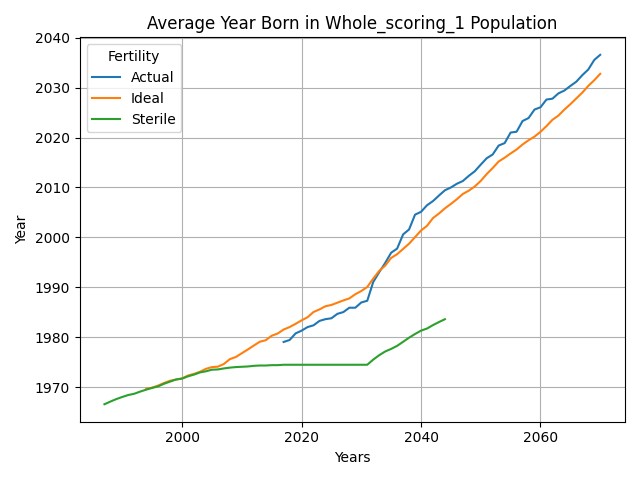 Average Year Born in Whole_scoring_1 Population
2040
2030
2020
2010
2000
1990
1980
1970
Year
Fertility
Actual
Ideal
Sterile
2000
2020
2040
2060
Years